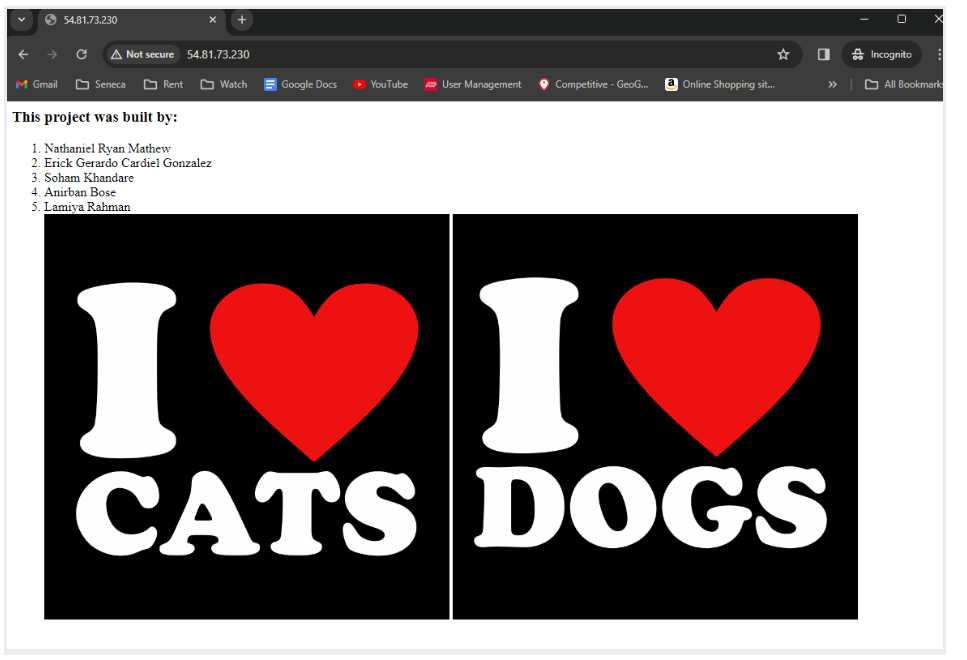 54.81.73.230
Not secure 54.81.73.230 Incognito
Gmail Seneca Rent Watch Google Docs YouTube User Management Competitive - GeoG... Online Shopping sit... » All Bookmarks
This project was built by:
1. Nathaniel Ryan Mathew
2. Erick Gerardo Cardiel Gonzalez
3. Soham Khandare
4. Anirban Bose
5. Lamiya Rahman
I
CATS
I
DOGS